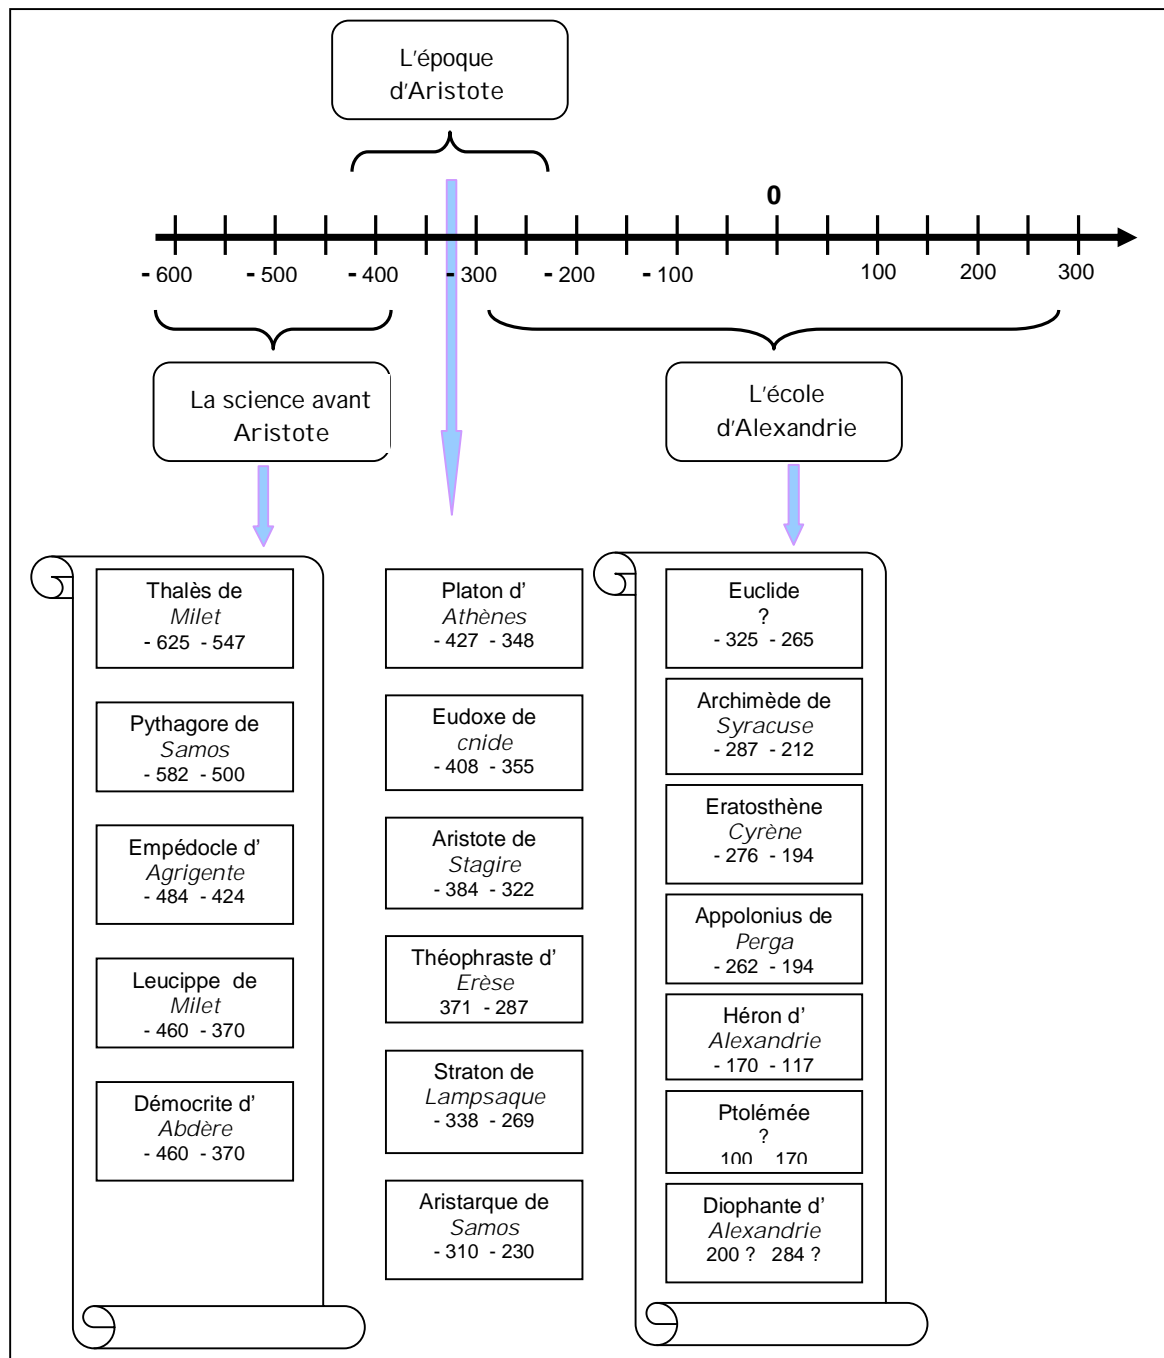 L'époque
d'Aristote
0
- 600 - 500 - 400 - 300 - 200 - 100 100 200 300
La science avant
Aristote
L'école
d'Alexandrie
Thalès de
Milet
- 625 - 547
Pythagore de
Samos
- 582 - 500
Empédocle d'
Agrigente
- 484 - 424
Leucippe de
Milet
- 460 - 370
Démocrite d'
Abdère
- 460 - 370
Platon d'
Athènes
- 427 - 348
Eudoxe de
cnide
- 408 - 355
Aristote de
Stagire
- 384 - 322
Théophraste d'
Erèse
371 - 287
Straton de
Lampsaque
- 338 - 269
Aristarque de
Samos
- 310 - 230
Euclide
?
- 325 - 265
Archimède de
Syracuse
- 287 - 212
Eratosthène
Cyrène
- 276 - 194
Appolonius de
Perga
- 262 - 194
Héron d'
Alexandrie
- 170 - 117
Ptolémée
?
100 170
Diophante d'
Alexandrie
200 ? 284 ?